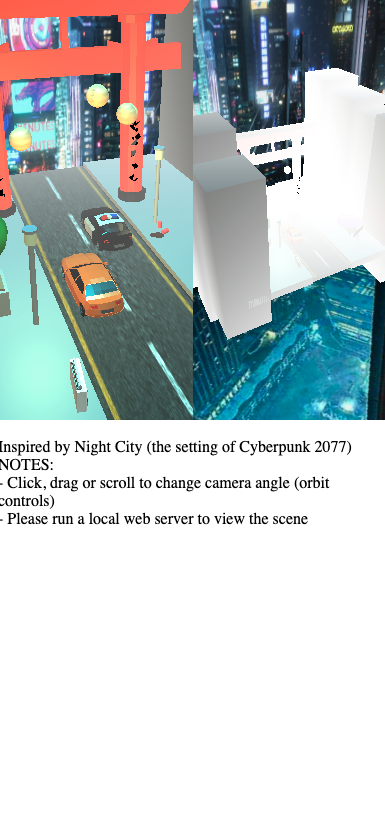 Inspired by Night City (the setting of Cyberpunk 2077)
NOTES:
- Click, drag or scroll to change camera angle (orbit
controls)
- Please run a local web server to view the scene